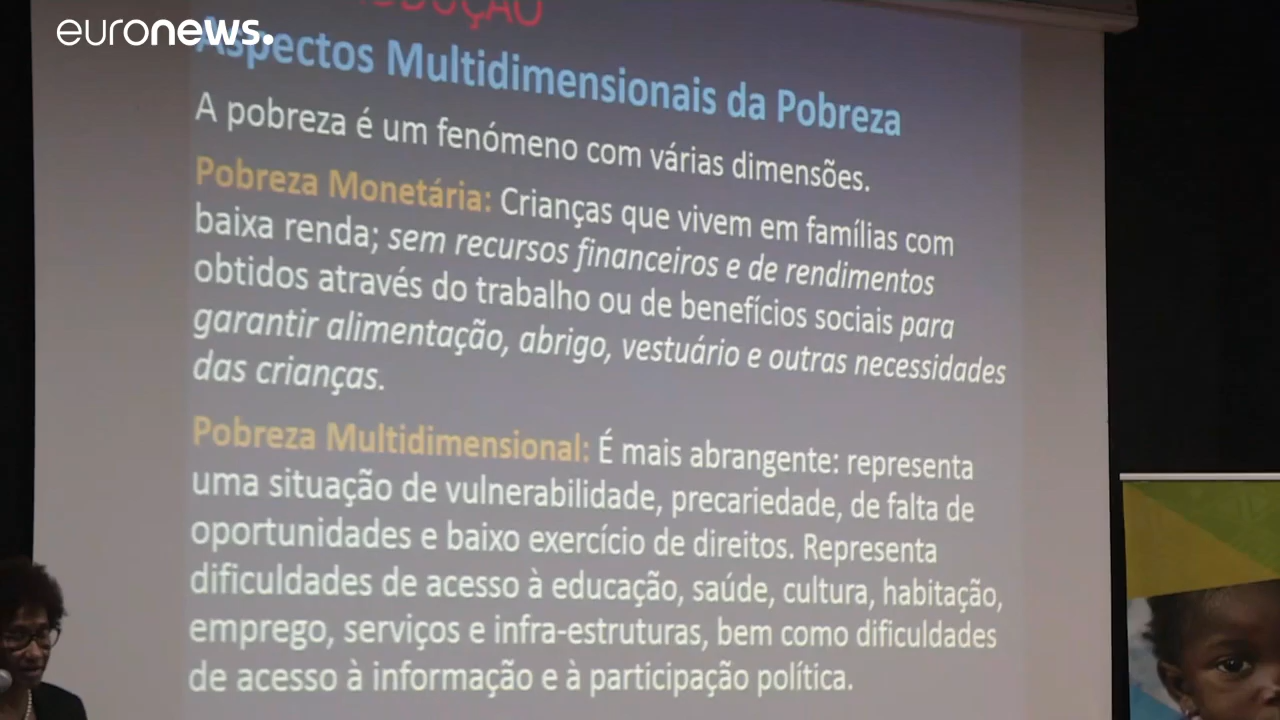 euronews.
Aspectos Multidimensionais da Pobreza
A pobreza é um fenómeno com várias dimensões.
Pobreza Monetária: Crianças que vivem em famílias com
baixa renda; sem recursos financeiros e de rendimentos
obtidos através do trabalho ou de benefícios sociais para
garantir alimentação, abrigo, vestuário e outras necessidades
das crianças.
Pobreza Multidimensional: É mais abrangente: representa
uma situação de vulnerabilidade, precariedade, de falta de
oportunidades e baixo exercício de direitos. Representa
dificuldades de acesso à educação, saúde, cultura, habitação,
emprego, serviços e infra-estruturas, bem como dificuldades
de acesso à informação e à participação política.